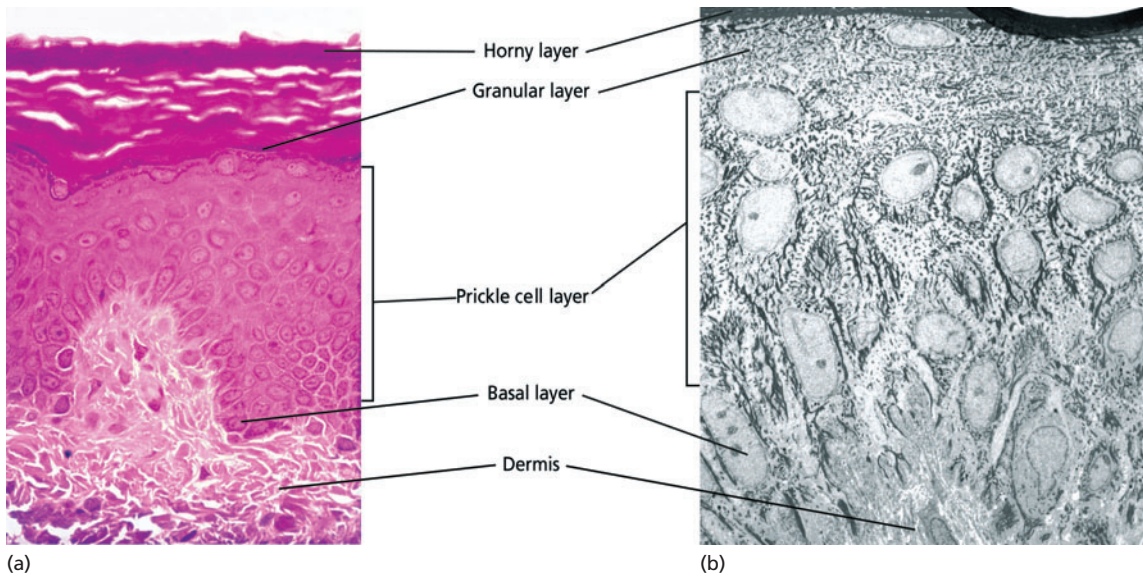 Horny layer
Granular layer
Prickle cell layer
Basal layer
Dermis
(a)
(b)